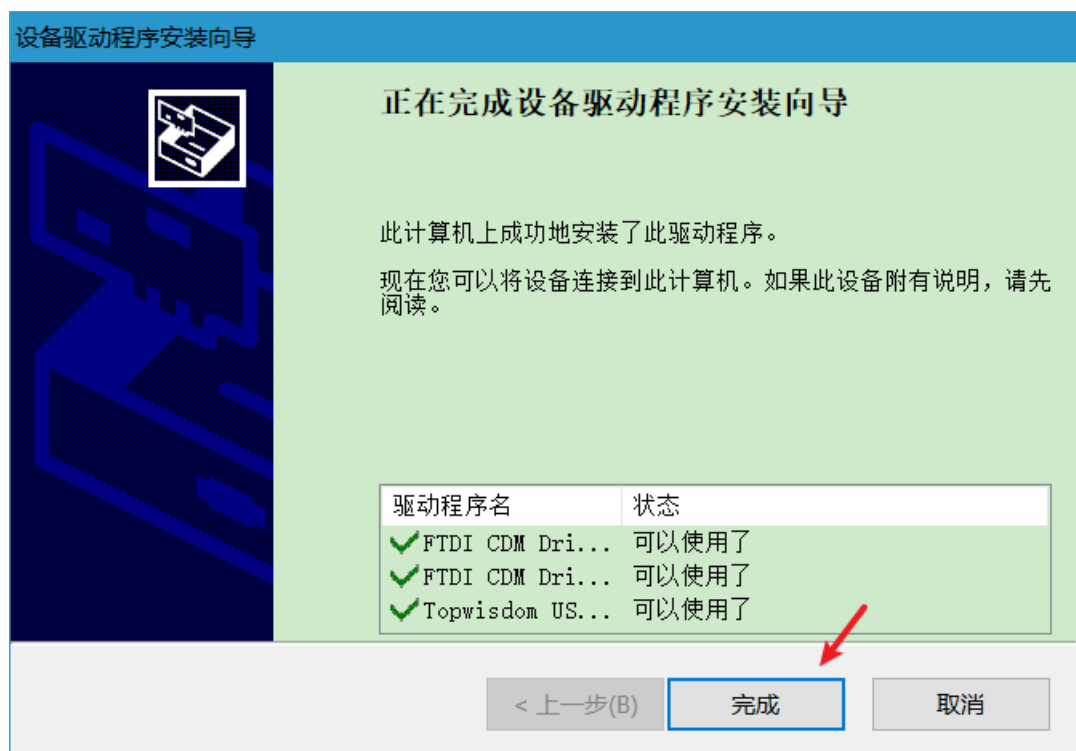 设备驱动程序安装向导
正在完成设备驱动程序安装向导
此计算机上成功地安装了此驱动程序。
现在您可以将设备连接到此计算机。如果此设备附有说明，请先
阅读。
驱动程序名 状态
FTDI CDM Dri... 可以使用了
FTDI CDM Dri... 可以使用了
Topwisdom US... 可以使用了
< 上一步(B) 完成 取消